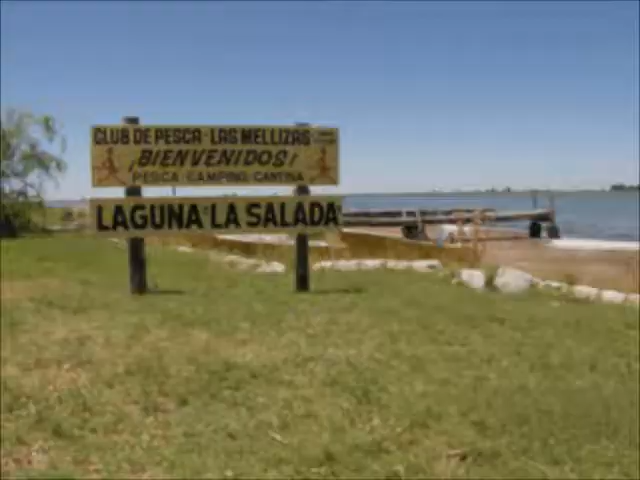 CLUB DE PESCA - LAS MELLIZAS
¡BIENVENIDOS!
PESCA - CAMPING - CANTINA
LAGUNA LA SALADA